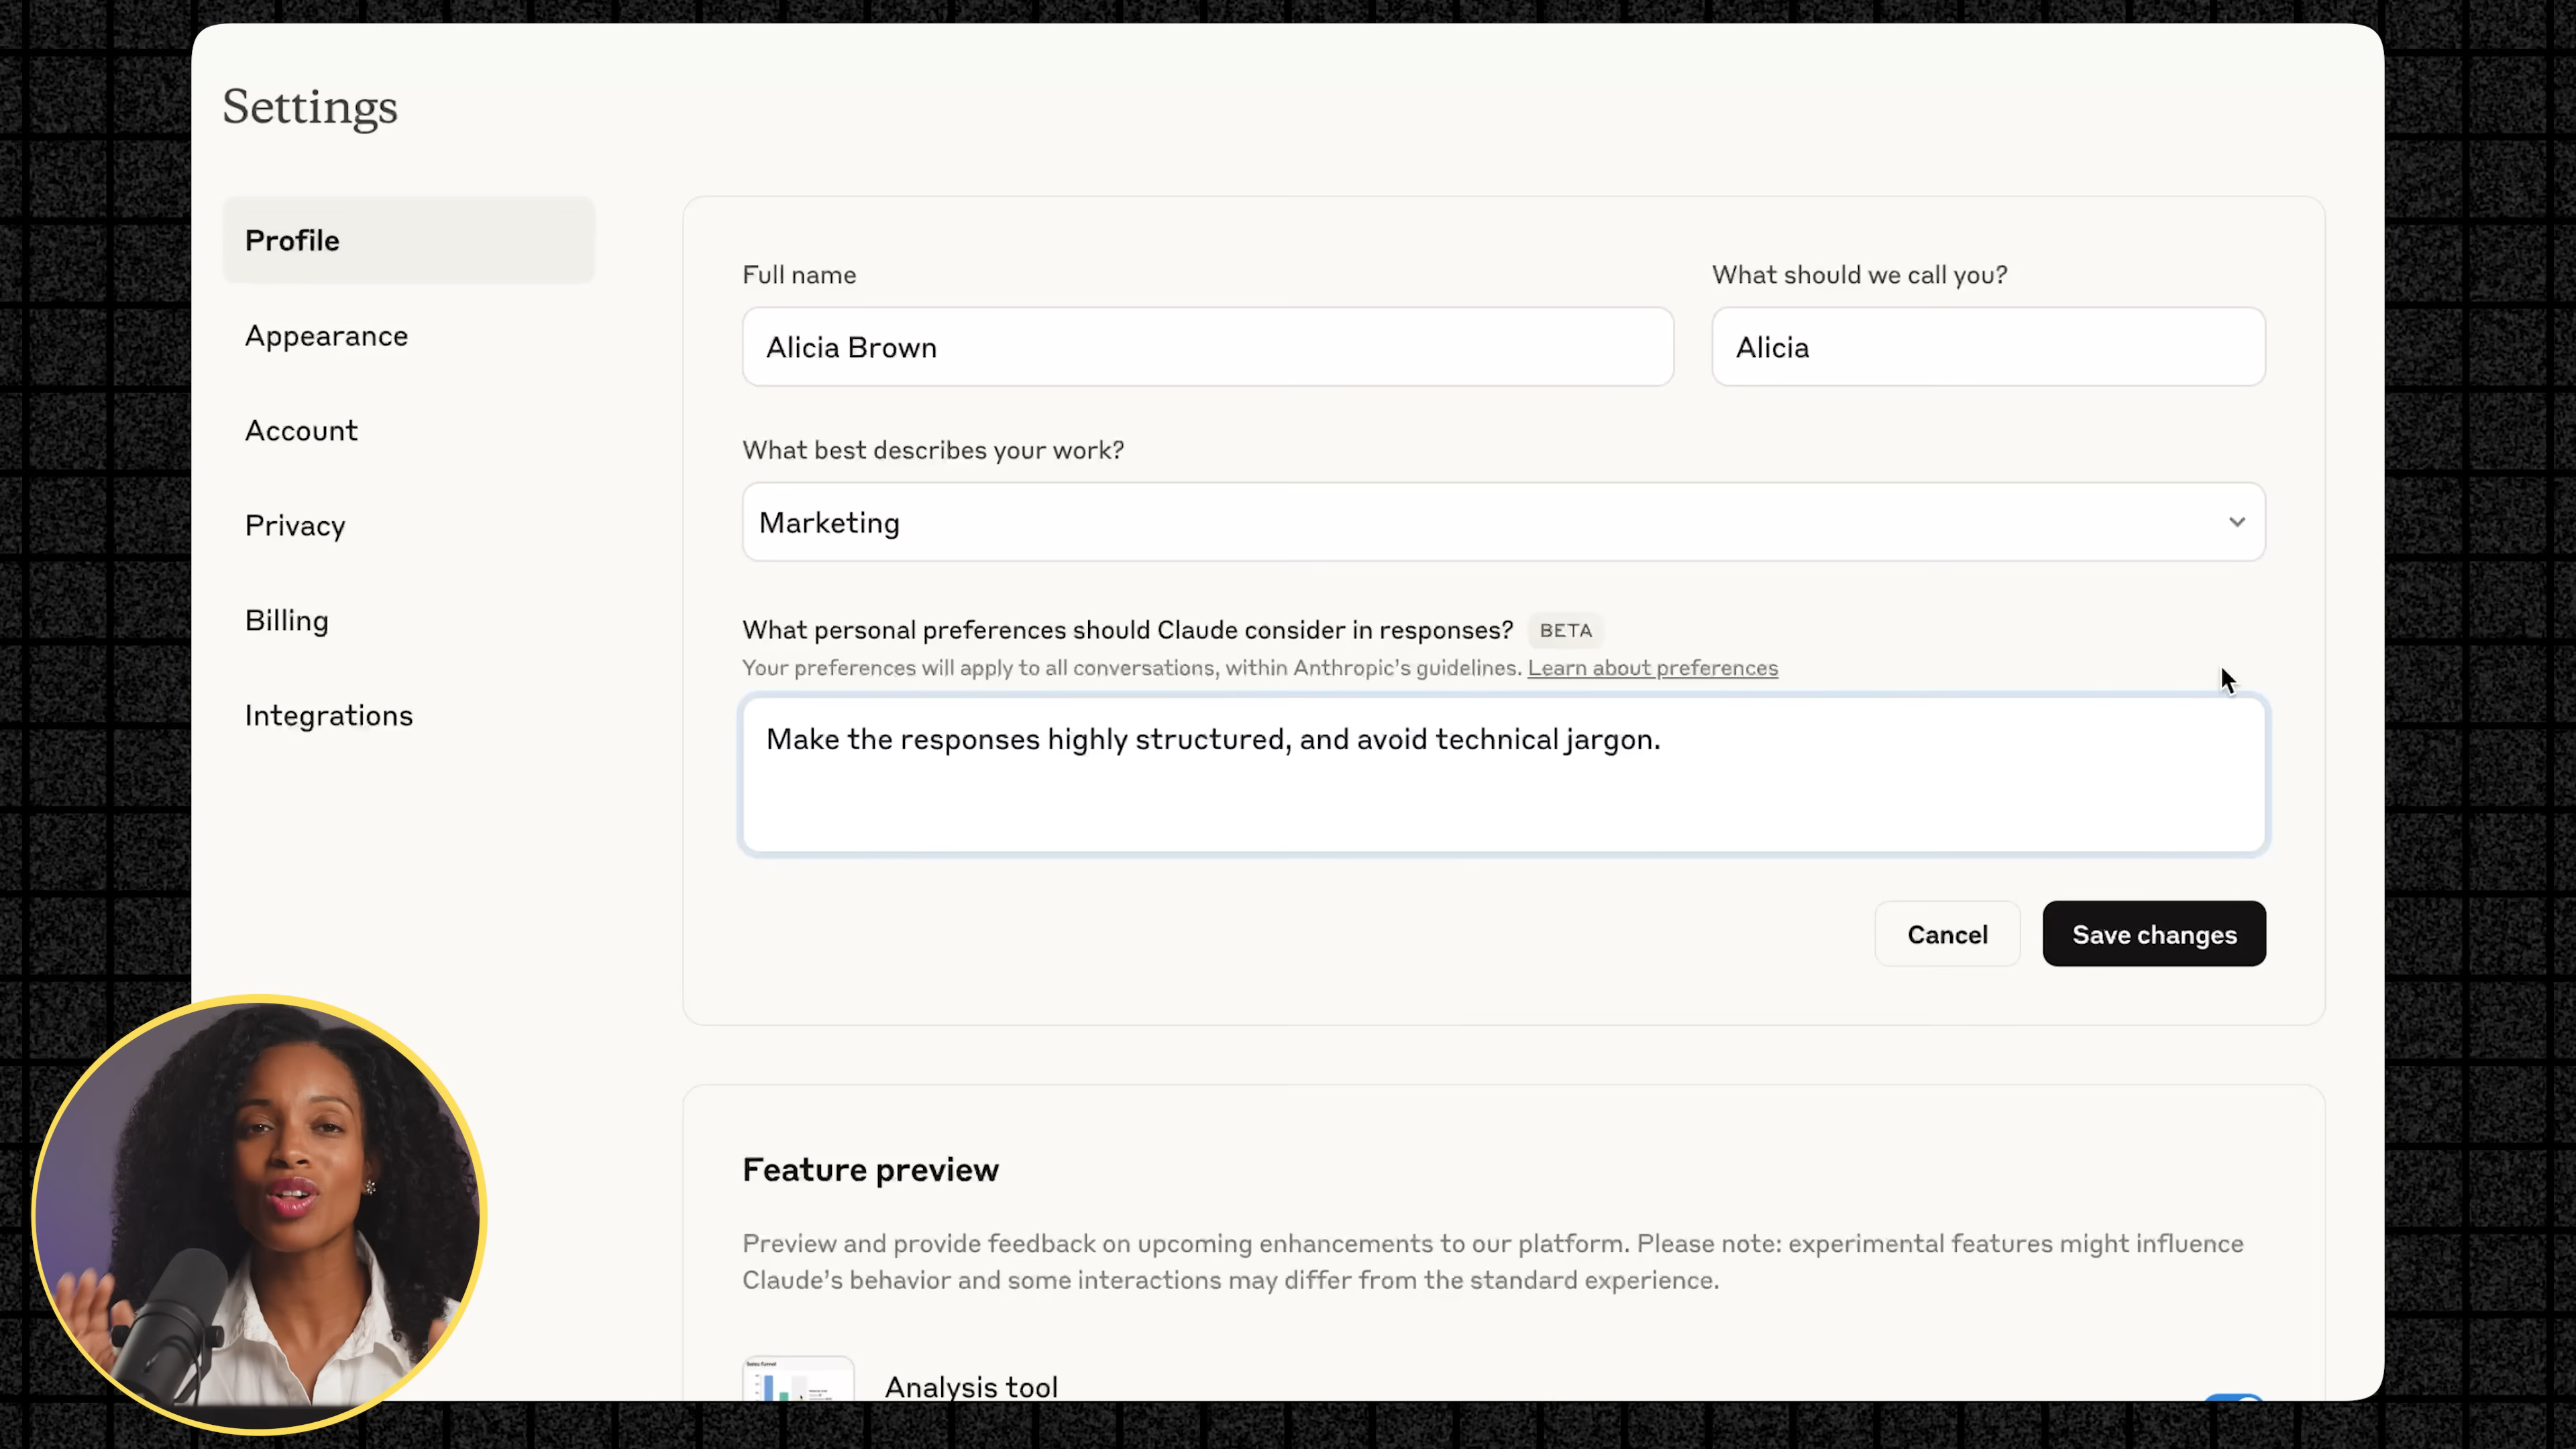 Settings
Profile
Appearance
Account
Privacy
Billing
Integrations
Full name
What should we call you?
Alicia Brown
Alicia
What best describes your work?
Marketing
What personal preferences should Claude consider in responses? BETA
Your preferences will apply to all conversations, within Anthropic's guidelines. Learn about preferences
Make the responses highly structured, and avoid technical jargon.
Cancel
Save changes
Feature preview
Preview and provide feedback on upcoming enhancements to our platform. Please note: experimental features might influence
Claude's behavior and some interactions may differ from the standard experience.
Analysis tool